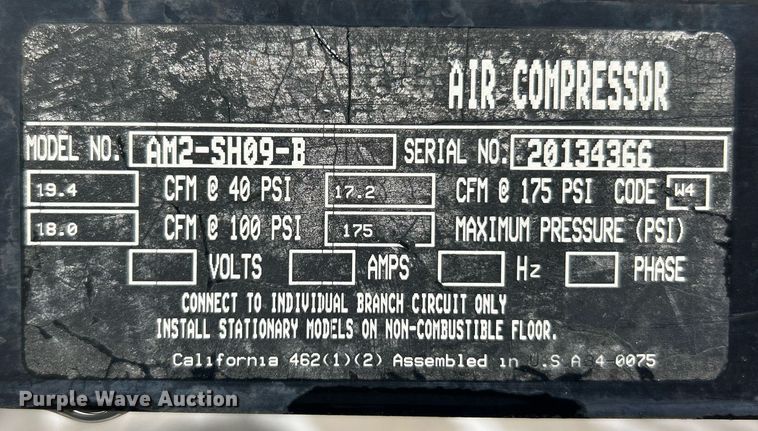 AIR COMPRESSOR
MODEL NO. AM2-SH09-B SERIAL NO. 20134366
19.4 CFM @ 40 PSI 17.2 CFM @ 175 PSI CODE W4
18.0 CFM @ 100 PSI 175 MAXIMUM PRESSURE (PSI)
VOLTS AMPS Hz PHASE
CONNECT TO INDIVIDUAL BRANCH CIRCUIT ONLY
INSTALL STATIONARY MODELS ON NON-COMBUSTIBLE FLOOR.
California 462(1)(2) Assembled in U.S.A 4-0075
Purple Wave Auction